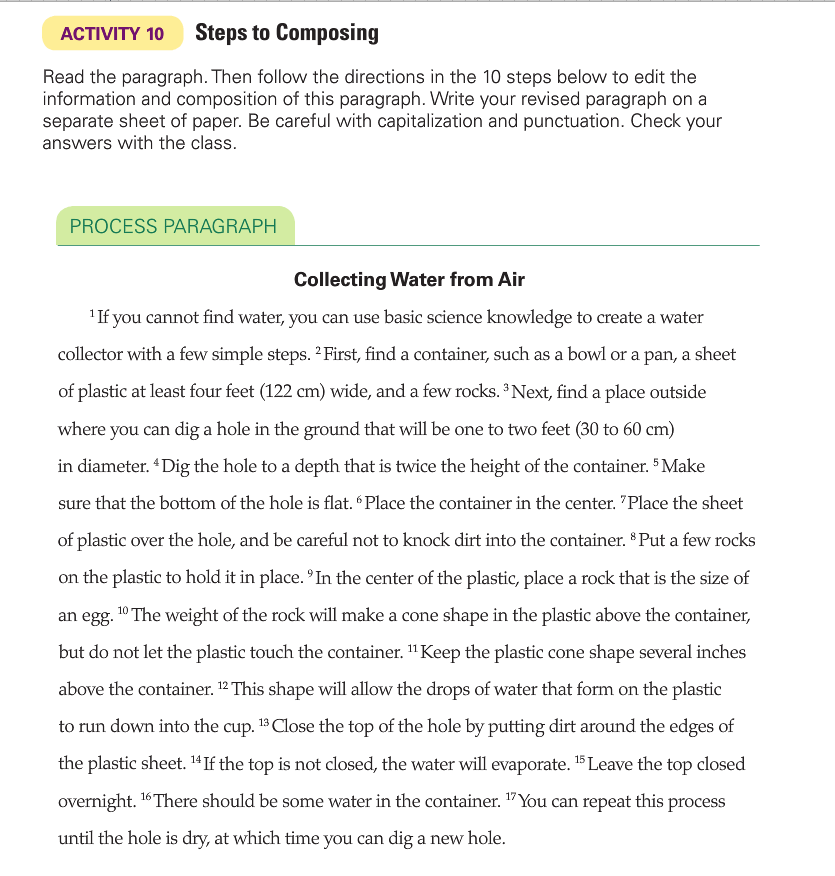 ACTIVITY 10 Steps to Composing
Read the paragraph. Then follow the directions in the 10 steps below to edit the
information and composition of this paragraph. Write your revised paragraph on a
separate sheet of paper. Be careful with capitalization and punctuation. Check your
answers with the class.
PROCESS PARAGRAPH
Collecting Water from Air
¹ If you cannot find water, you can use basic science knowledge to create a water
collector with a few simple steps. ² First, find a container, such as a bowl or a pan, a sheet
of plastic at least four feet (122 cm) wide, and a few rocks. ³ Next, find a place outside
where you can dig a hole in the ground that will be one to two feet (30 to 60 cm)
in diameter. ⁴ Dig the hole to a depth that is twice the height of the container. ⁵ Make
sure that the bottom of the hole is flat. ⁶ Place the container in the center. ⁷ Place the sheet
of plastic over the hole, and be careful not to knock dirt into the container. ⁸ Put a few rocks
on the plastic to hold it in place. ⁹ In the center of the plastic, place a rock that is the size of
an egg. ¹⁰ The weight of the rock will make a cone shape in the plastic above the container,
but do not let the plastic touch the container. ¹¹ Keep the plastic cone shape several inches
above the container. ¹² This shape will allow the drops of water that form on the plastic
to run down into the cup. ¹³ Close the top of the hole by putting dirt around the edges of
the plastic sheet. ¹⁴ If the top is not closed, the water will evaporate. ¹⁵ Leave the top closed
overnight. ¹⁶ There should be some water in the container. ¹⁷ You can repeat this process
until the hole is dry, at which time you can dig a new hole.